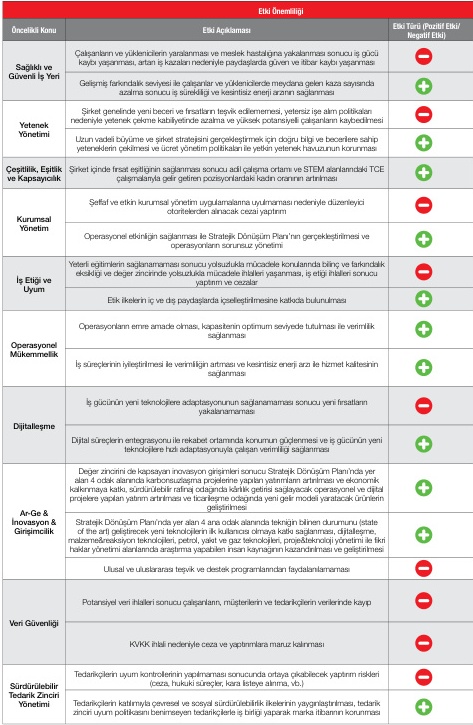 Etki Önemliliği
Öncelikli Konu
Etki Açıklaması
Etki Türü (Pozitif Etki/
Negatif Etki)
Sağlıklı ve
Güvenli İş Yeri
Çalışanların ve yüklenicilerin yaralanması ve meslek hastalığına yakalanması sonucu iş gücü
kaybı yaşanması, artan iş kazaları nedeniyle paydaşlarda güven ve itibar kaybı yaşanması
Gelişmiş farkındalık seviyesi ile çalışanlar ve yüklenicilerde meydana gelen kaza sayısında
azalma sonucu iş sürekliliği ve kesintisiz enerji arzının sağlanması
Yetenek
Yönetimi
Şirket genelinde yeni beceri ve fırsatların teşvik edilememesi, yetersiz işe alım politikaları
nedeniyle yetenek çekme kabiliyetinde azalma ve yüksek potansiyelli çalışanların kaybedilmesi
Uzun vadeli büyüme ve şirket stratejisini gerçekleştirmek için doğru bilgi ve becerilere sahip
yeteneklerin çekilmesi ve ücret yönetim politikaları ile yetkin yetenek havuzunun korunması
Çeşitlilik, Eşitlik
ve Kapsayıcılık
Şirket içinde fırsat eşitliğinin sağlanması sonucu adil çalışma ortamı ve STEM alanlarındaki TCE
çalışmalarıyla gelir getiren pozisyonlardaki kadın oranının artırılması
Kurumsal
Yönetim
Şeffaf ve etkin kurumsal yönetim uygulamalarına uyulmaması nedeniyle düzenleyici
otoritelerden alınacak cezai yaptırım
Operasyonel etkinliğin sağlanması ile Stratejik Dönüşüm Planı'nın gerçekleştirilmesi ve
operasyonların sorunsuz yönetimi
İş Etiği ve
Uyum
Yeterli eğitimlerin sağlanamaması sonucu yolsuzlukla mücadele konularında bilinç ve farkındalık
eksikliği ve değer zincirinde yolsuzlukla mücadele ihlalleri yaşanması, iş etiği ihlalleri sonucu
yaptırım ve cezalar
Etik ilkelerin iç ve dış paydaşlarda içselleştirilmesine katkıda bulunulması
Operasyonel
Mükemmellik
Operasyonların emre amade olması, kapasitenin optimum seviyede tutulması ile verimlilik
sağlanması
İş süreçlerinin iyileştirilmesi ile verimliliğin artması ve kesintisiz enerji arzı ile hizmet kalitesinin
sağlanması
Dijitalleşme
İş gücünün yeni teknolojilere adaptasyonunun sağlanamaması sonucu yeni fırsatların
yakalanamaması
Dijital süreçlerin entegrasyonu ile rekabet ortamında konumun güçlenmesi ve iş gücünün yeni
teknolojilere hızlı adaptasyonuyla çalışan verimliliği sağlanması
Ar-Ge &
İnovasyon &
Girişimcilik
Değer zincirini de kapsayan inovasyon girişimleri sonucu Stratejik Dönüşüm Planı'nda yer
alan 4 odak alanında karbonsuzlaşma projelerine yapılan yatırımların artması ve ekonomik
kalkınmaya katkı, sürdürülebilir rafinaj odağında kârlılık getirisi sağlayacak operasyonel ve dijital
projelere yapılan yatırım artması ve ticarileşme odağında yeni gelir modeli yaratacak ürünlerin
geliştirilmesi
Stratejik Dönüşüm Planı'nda yer alan 4 ana odak alanında tekniğin bilinen durumunu (state
of the art) geliştirecek yeni teknolojilerin ilk kullanıcısı olmaya katkı sağlanması, dijitalleşme,
malzeme&reaksiyon teknolojileri, petrol, yakıt ve gaz teknolojileri, proje&teknoloji yönetimi ile fikri
haklar yönetimi alanlarında araştırma yapabilen insan kaynağının kazandırılması ve geliştirilmesi
Ulusal ve uluslararası teşvik ve destek programlarından faydalanılamaması
Veri Güvenliği
Potansiyel veri ihlalleri sonucu çalışanların, müşterilerin ve tedarikçilerin verilerinde kayıp
KVKK ihlali nedeniyle ceza ve yaptırımlara maruz kalınması
Sürdürülebilir
Tedarik Zinciri
Yönetimi
Tedarikçilerin uyum kontrollerinin yapılmaması sonucunda ortaya çıkabilecek yaptırım riskleri
(ceza, hukuki süreçler, kara listeye alınma, vb.)
Tedarikçilerin katılımıyla çevresel ve sosyal sürdürülebilirlik ilkelerinin yaygınlaştırılması, tedarik
zinciri uyum politikasını benimseyen tedarikçilerle iş birliği yaparak marka itibarının korunması